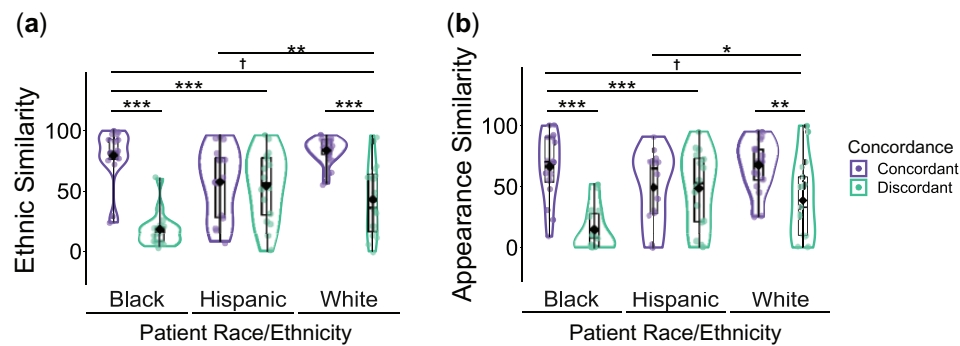 (a)
**
†
***
*** ***
Ethnic Similarity
100
50
0
Black Hispanic White
Patient Race/Ethnicity
(b)
*
†
***
*** **
Appearance Similarity
100
50
0
Black Hispanic White
Patient Race/Ethnicity
Concordance
Concordant
Discordant